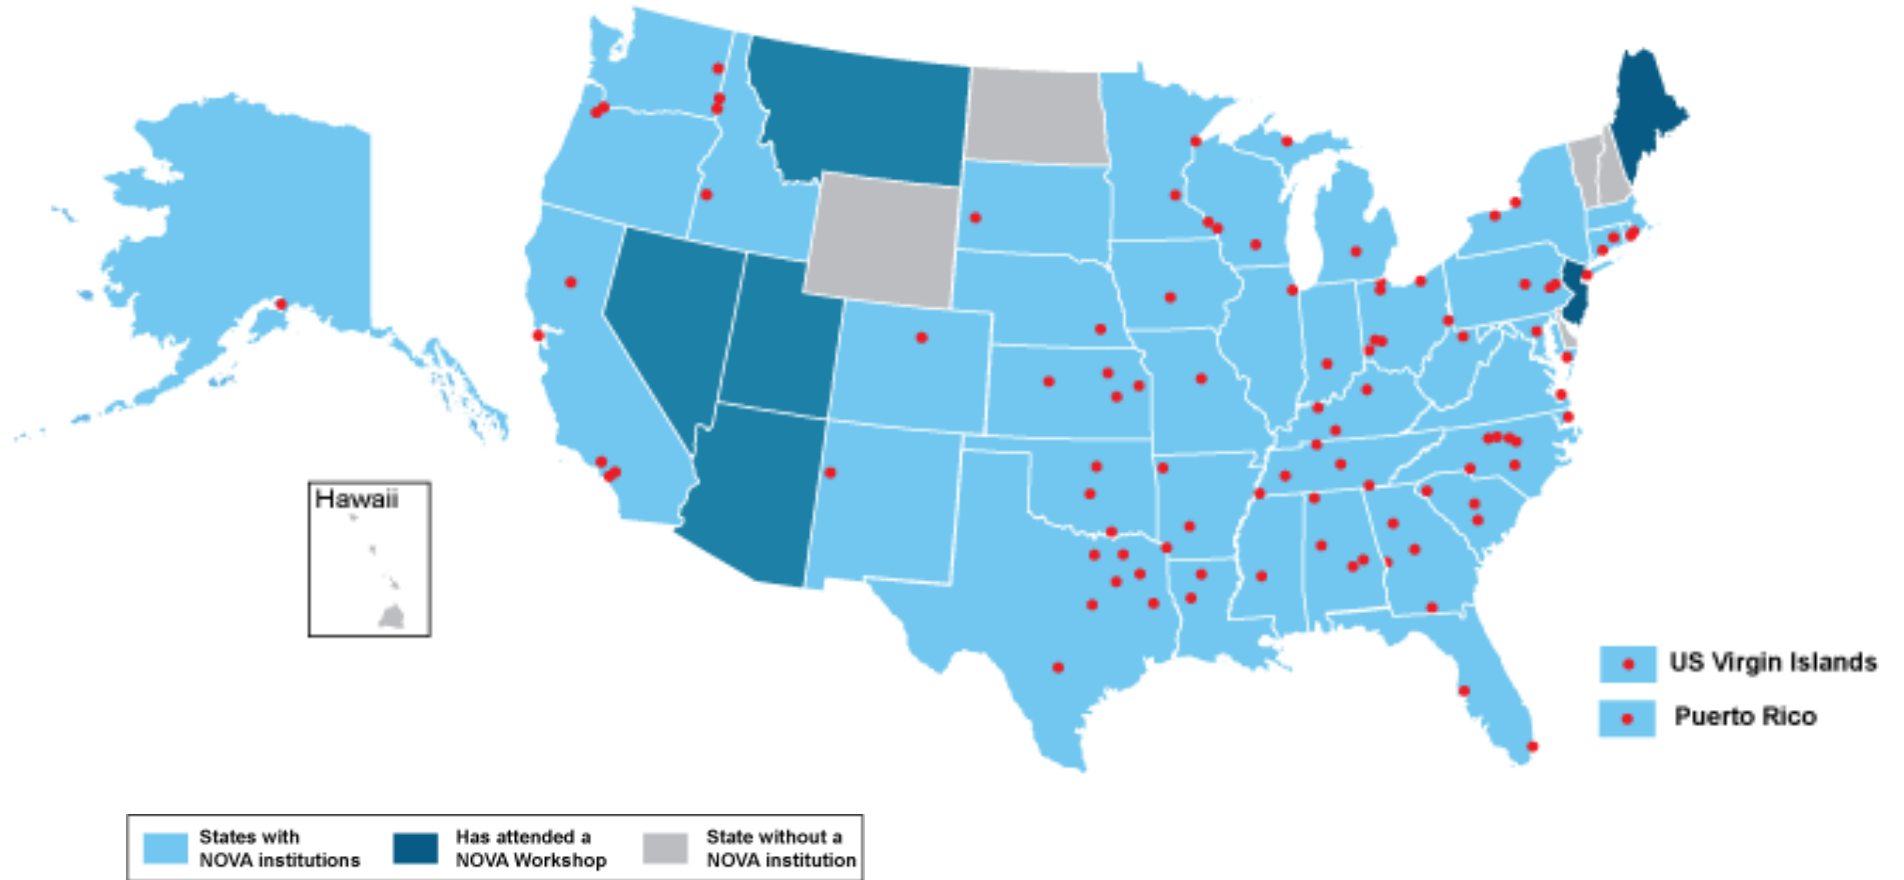 Hawaii
US Virgin Islands
Puerto Rico
States with
NOVA institutions
Has attended a
NOVA Workshop
State without a
NOVA institution